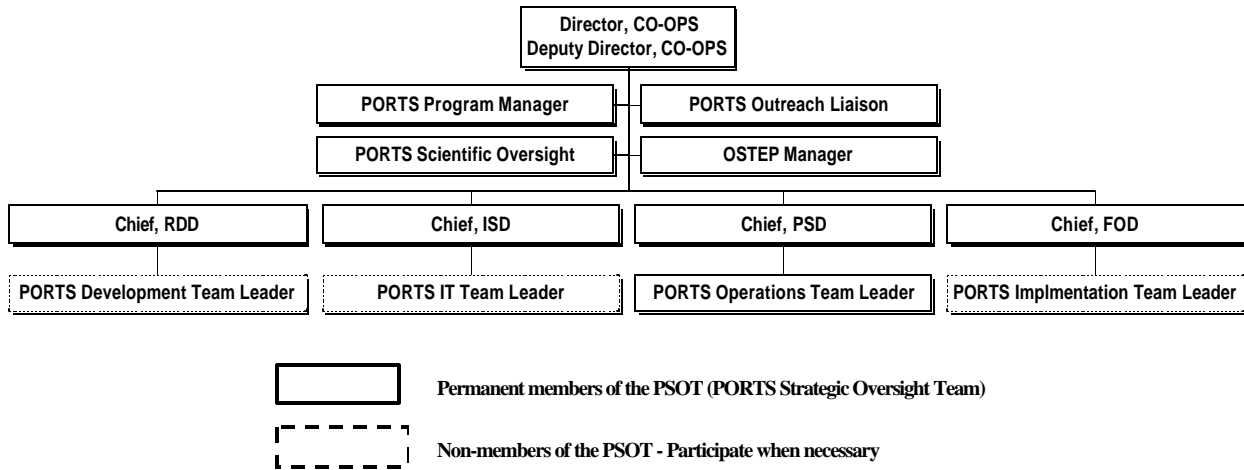 Director, CO-OPS
Deputy Director, CO-OPS
PORTS Program Manager
PORTS Outreach Liaison
PORTS Scientific Oversight
OSTEP Manager
Chief, RDD
Chief, ISD
Chief, PSD
Chief, FOD
PORTS Development Team Leader
PORTS IT Team Leader
PORTS Operations Team Leader
PORTS Implmentation Team Leader
Permanent members of the PSOT (PORTS Strategic Oversight Team)
Non-members of the PSOT - Participate when necessary